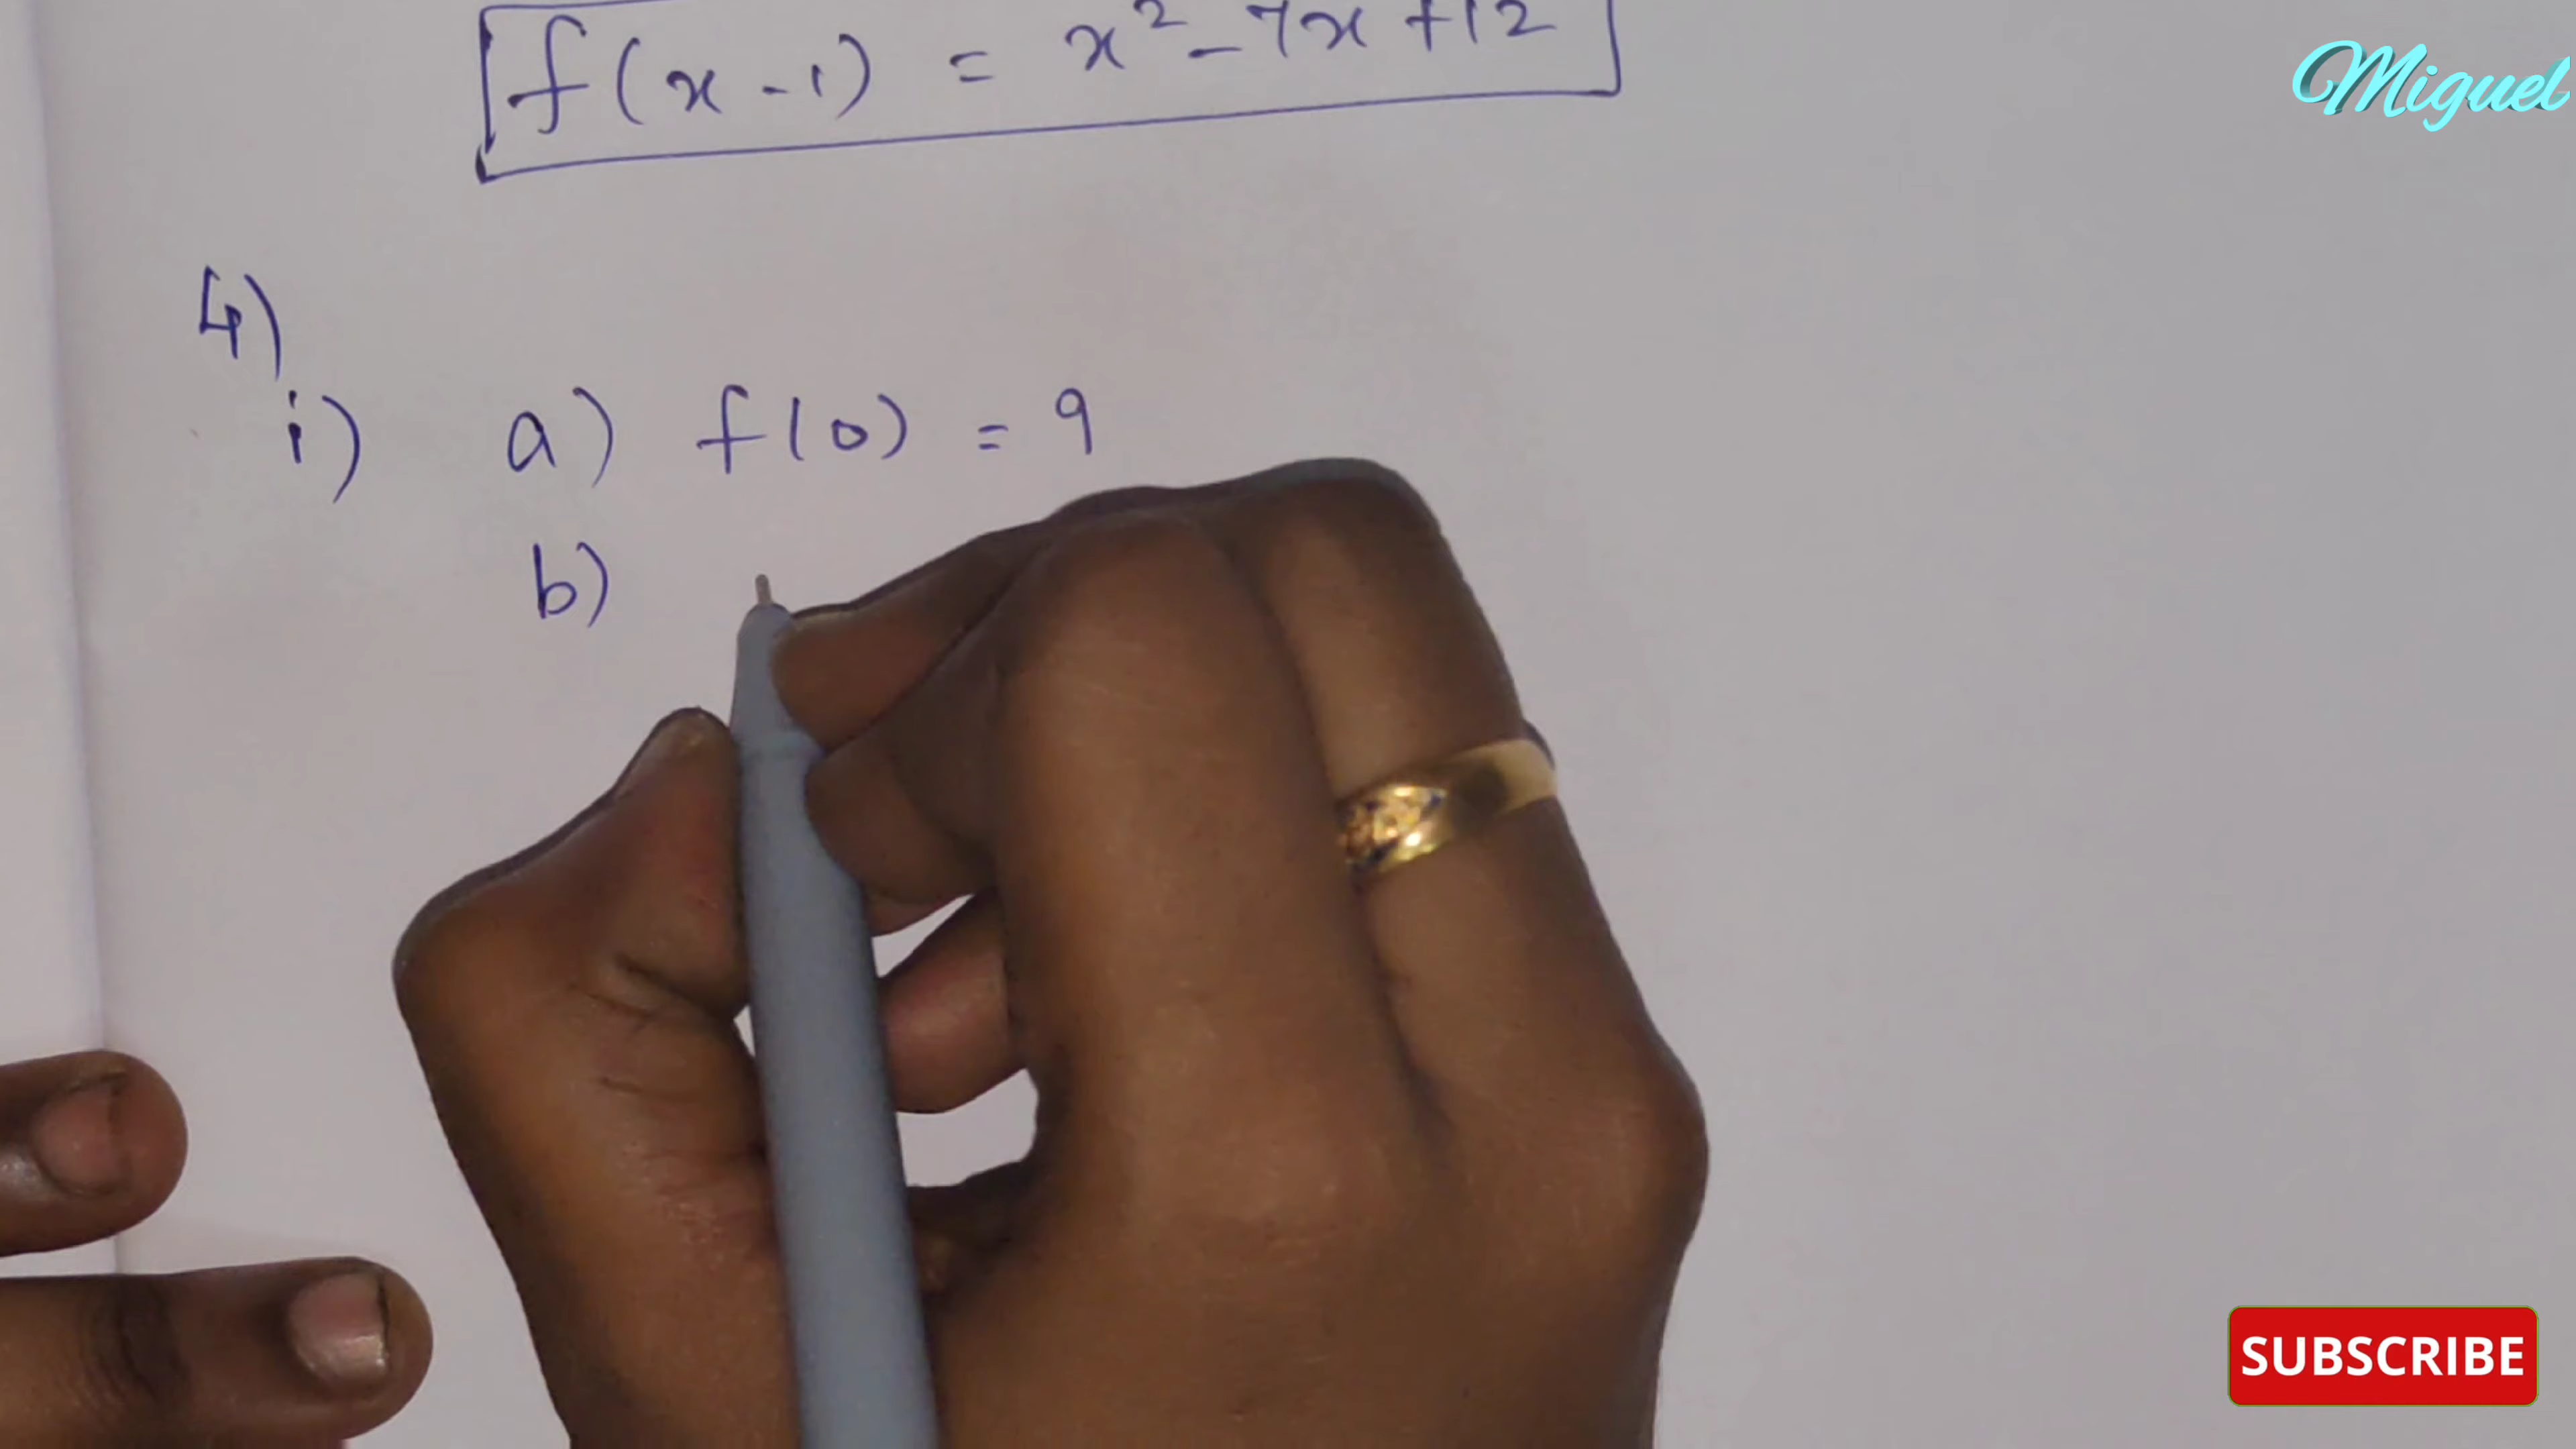 f(x-1) = x²-7x+12
Miguel
4)
i) a) f(0) = 9
b)
SUBSCRIBE